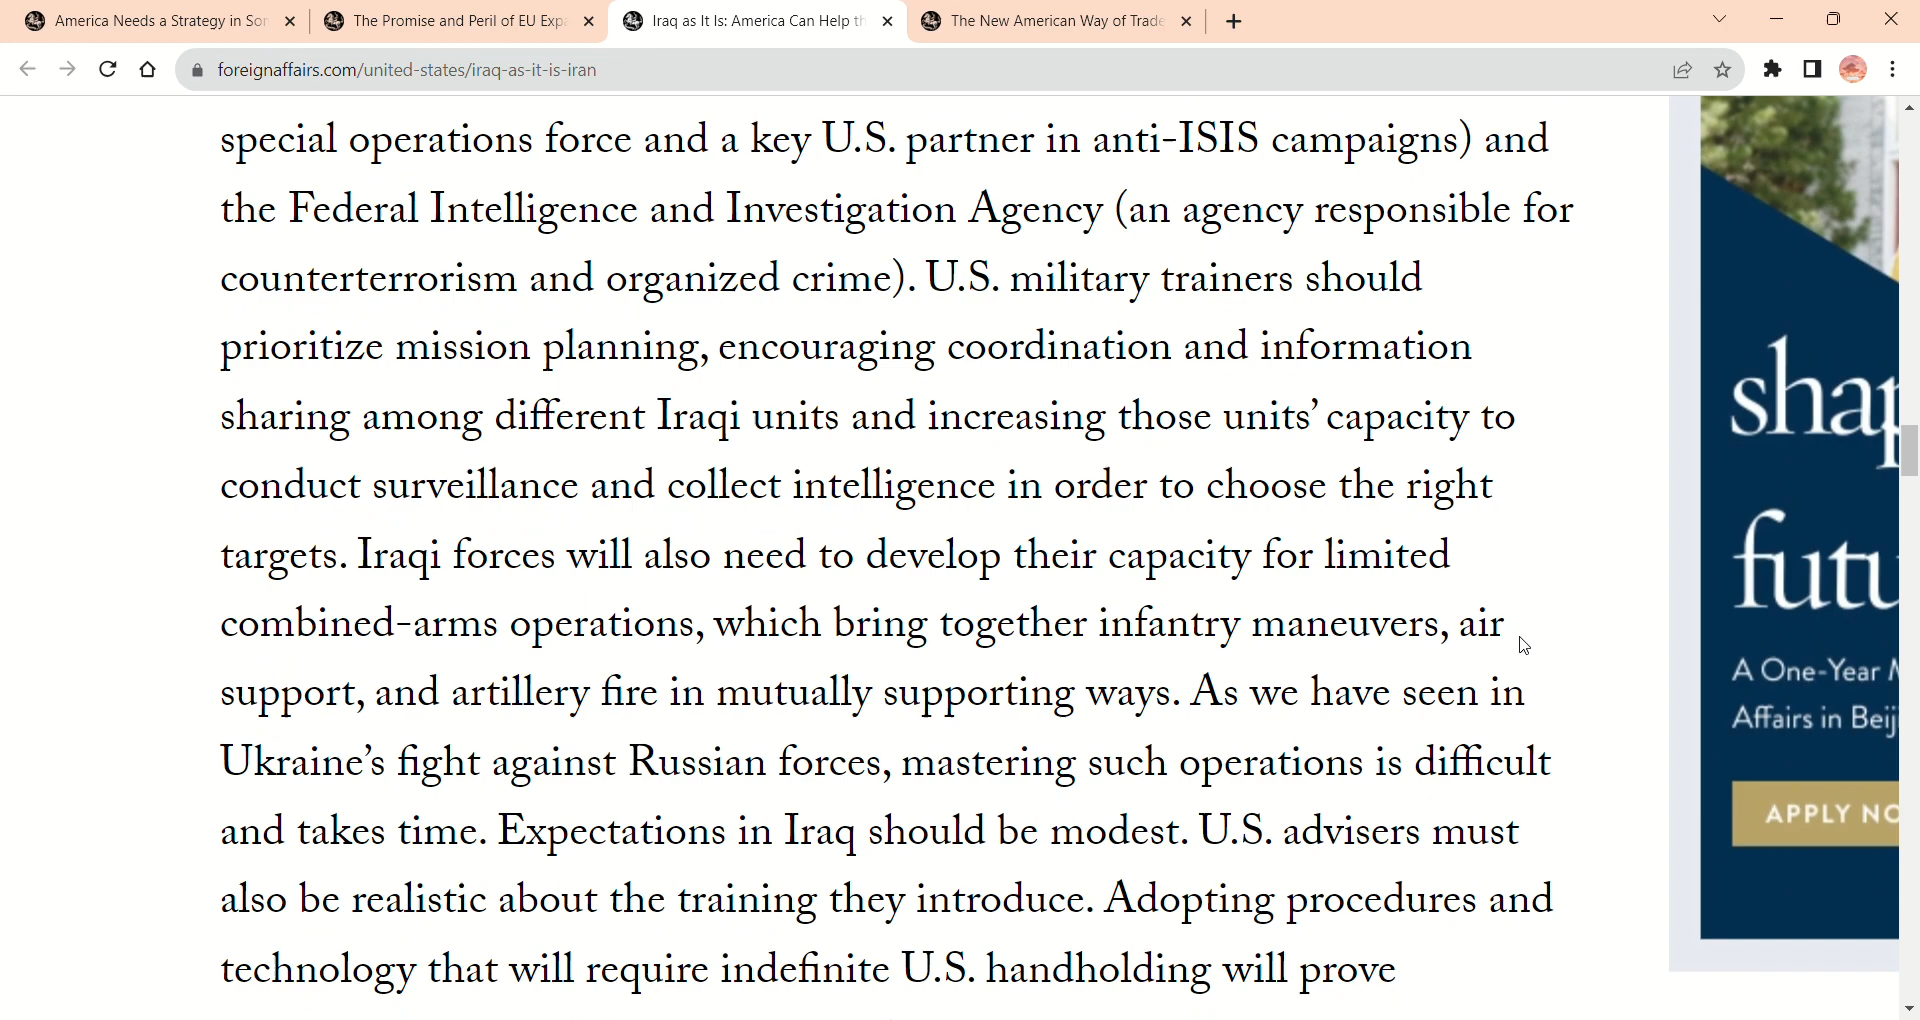 America Needs a Strategy in So
The Promise and Peril of EU Exp
Iraq as It Is: America Can Help th
The New American Way of Trade
foreignaffairs.com/united-states/iraq-as-it-is-iran
special operations force and a key U.S. partner in anti-ISIS campaigns) and
the Federal Intelligence and Investigation Agency (an agency responsible for
counterterrorism and organized crime). U.S. military trainers should
prioritize mission planning, encouraging coordination and information
sharing among different Iraqi units and increasing those units’ capacity to
conduct surveillance and collect intelligence in order to choose the right
targets. Iraqi forces will also need to develop their capacity for limited
combined-arms operations, which bring together infantry maneuvers, air
support, and artillery fire in mutually supporting ways. As we have seen in
Ukraine’s fight against Russian forces, mastering such operations is difficult
and takes time. Expectations in Iraq should be modest. U.S. advisers must
also be realistic about the training they introduce. Adopting procedures and
technology that will require indefinite U.S. handholding will prove
shap
futu
A One-Year
Affairs in Beij
APPLY NO